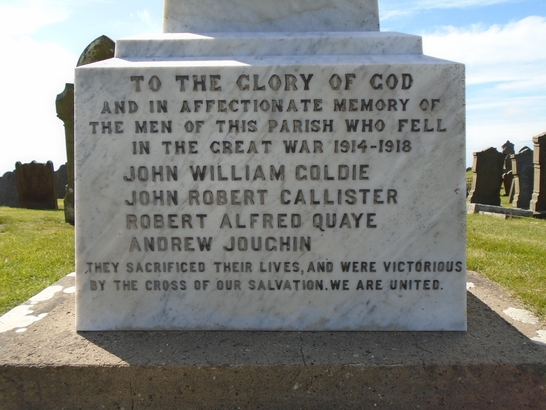 TO THE GLORY OF GOD
AND IN AFFECTIONATE MEMORY OF
THE MEN OF THIS PARISH WHO FELL
IN THE GREAT WAR 1914-1918
JOHN WILLIAM GOLDIE
JOHN ROBERT CALLISTER
ROBERT ALFRED QUAYE
ANDREW JOUGHIN
THEY SACRIFICED THEIR LIVES, AND WERE VICTORIOUS
BY THE CROSS OF OUR SALVATION. WE ARE UNITED.